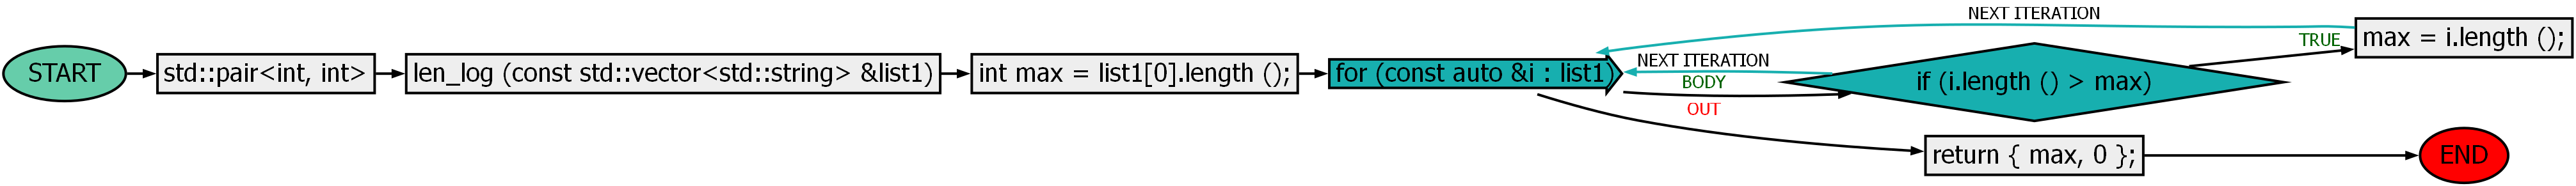 START
std::pair<int, int>
len_log (const std::vector<std::string> &list1)
int max = list1[0].length ();
for (const auto &i : list1)
NEXT ITERATION
NEXT ITERATION
BODY
OUT
if (i.length () > max)
TRUE
max = i.length ();
return { max, 0 };
END